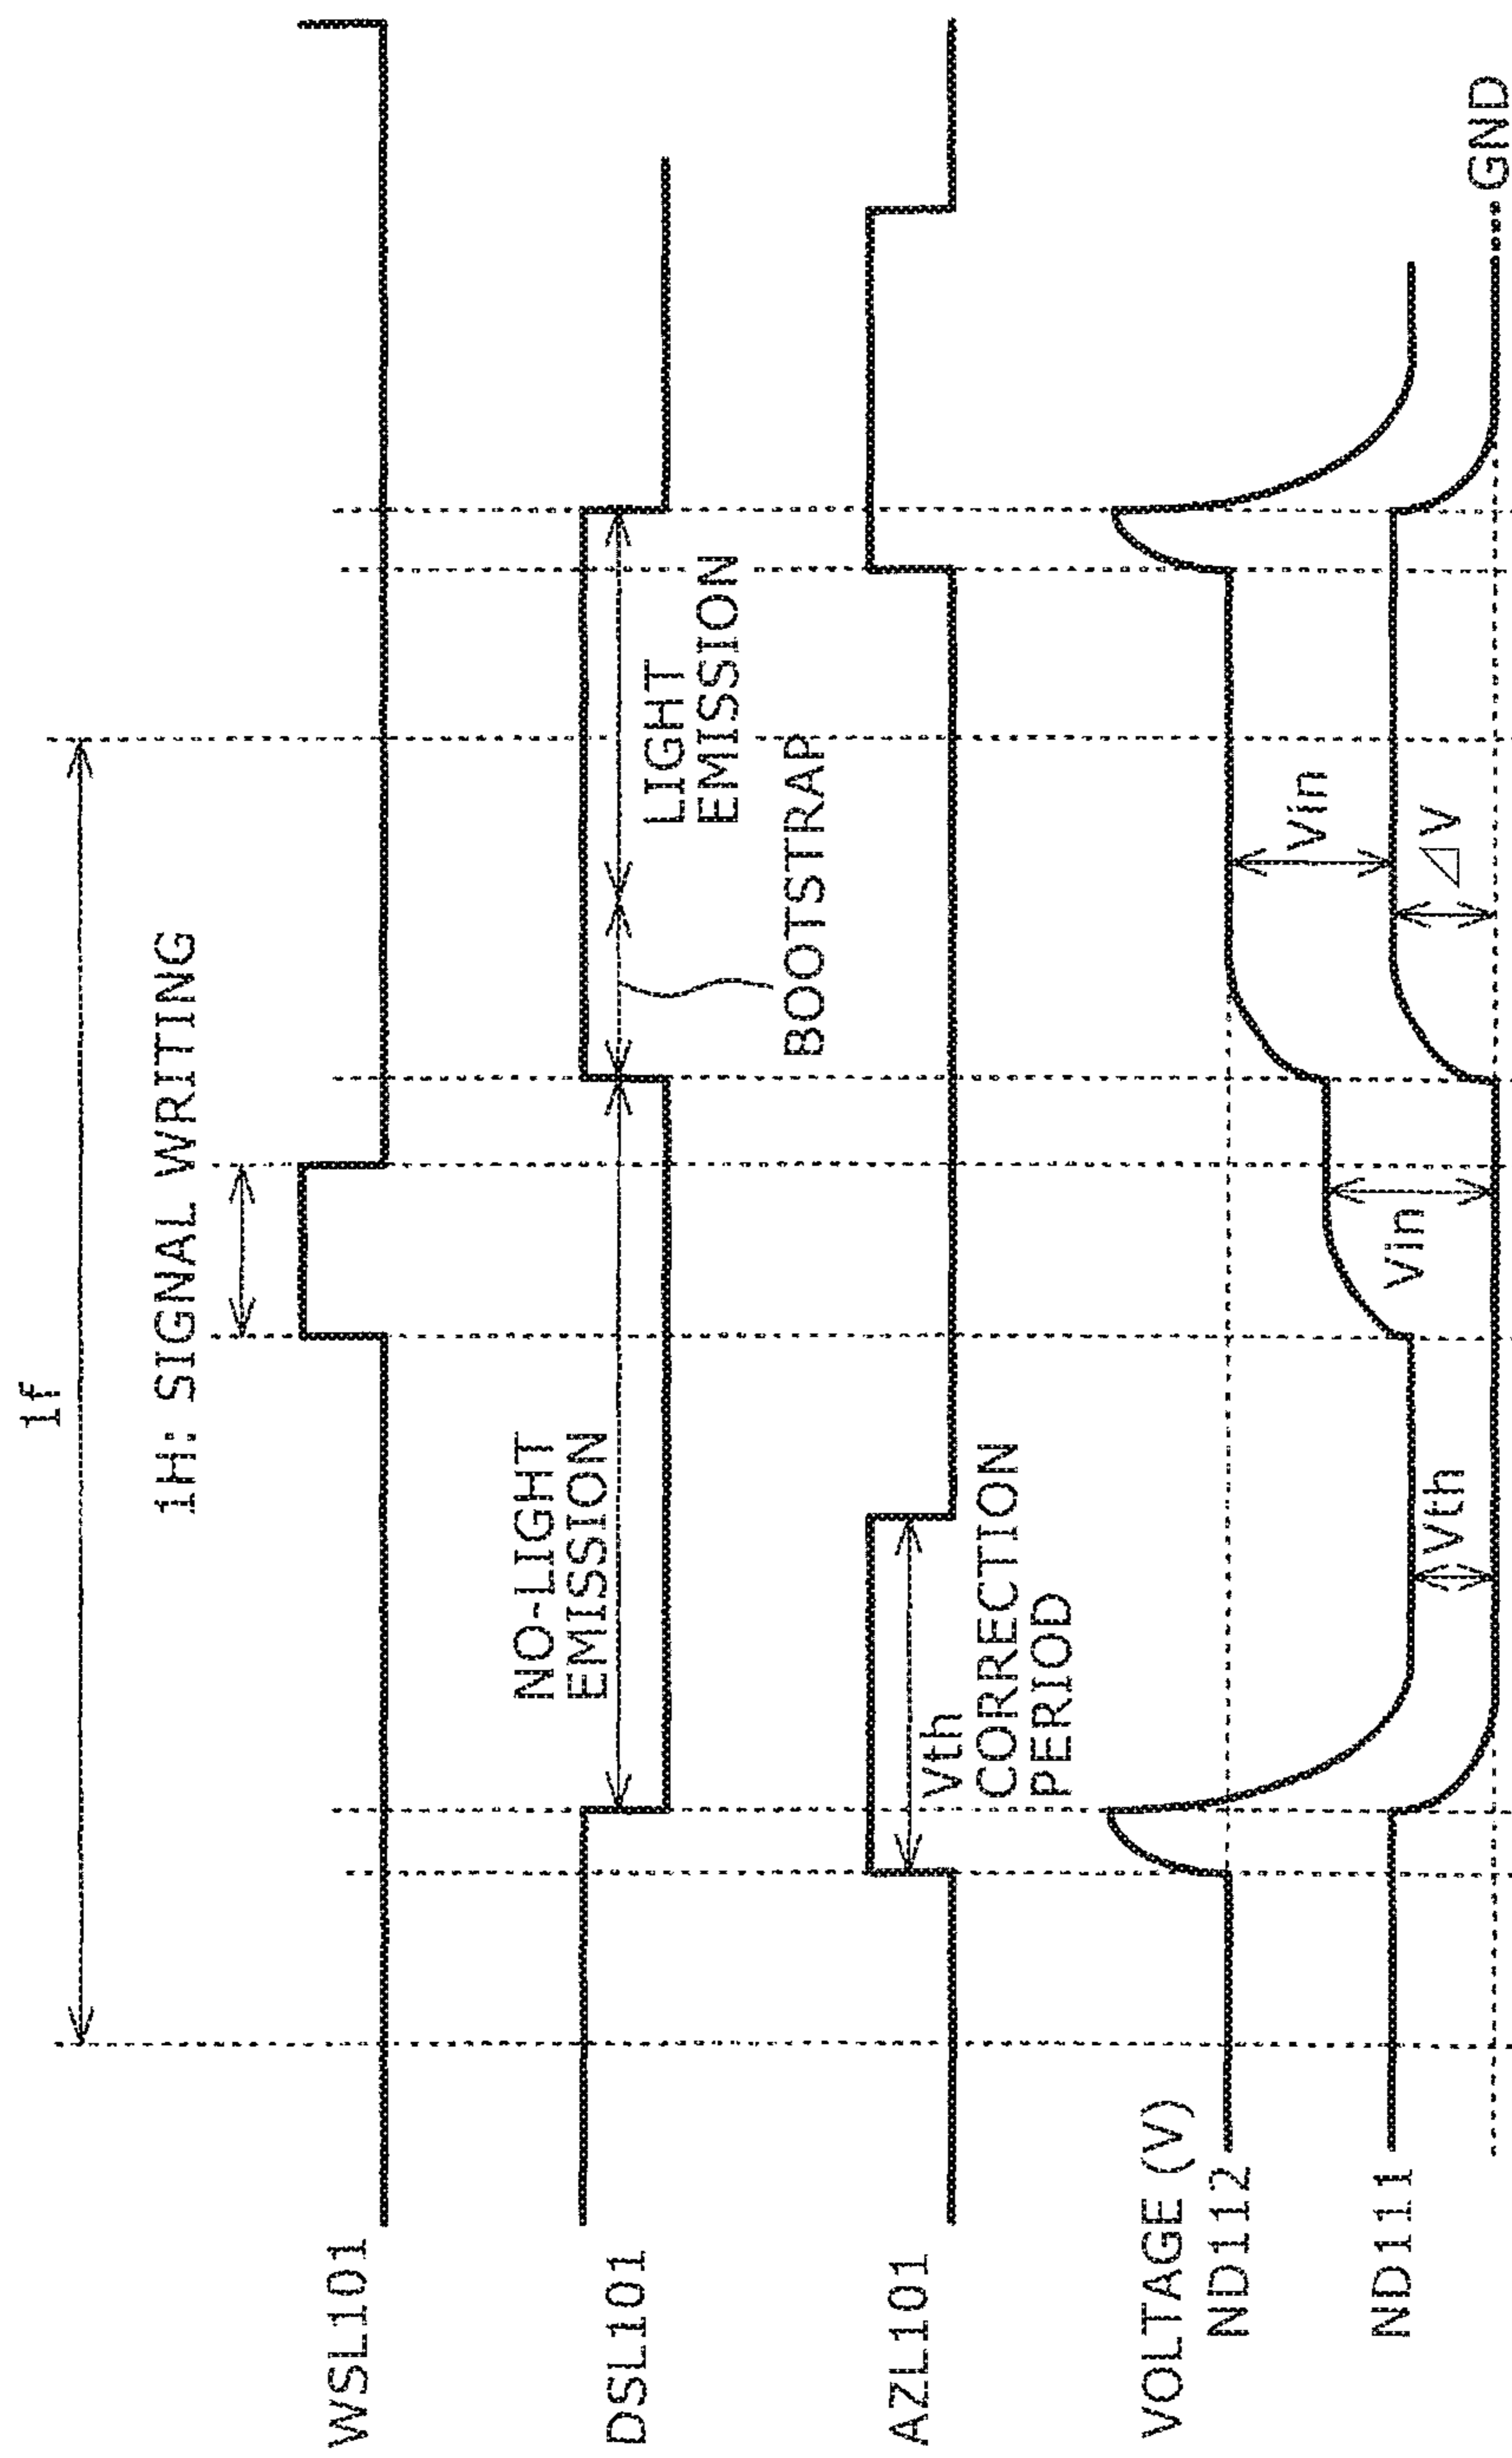 1f
1H: SIGNAL WRITING
WSL101
DSL101
NO-LIGHT
EMISSION
LIGHT
EMISSION
BOOTSTRAP
AZL101
Vth
CORRECTION
PERIOD
VOLTAGE (V)
ND112
Vin
ND111
Vth
Vin
ΔV
GND